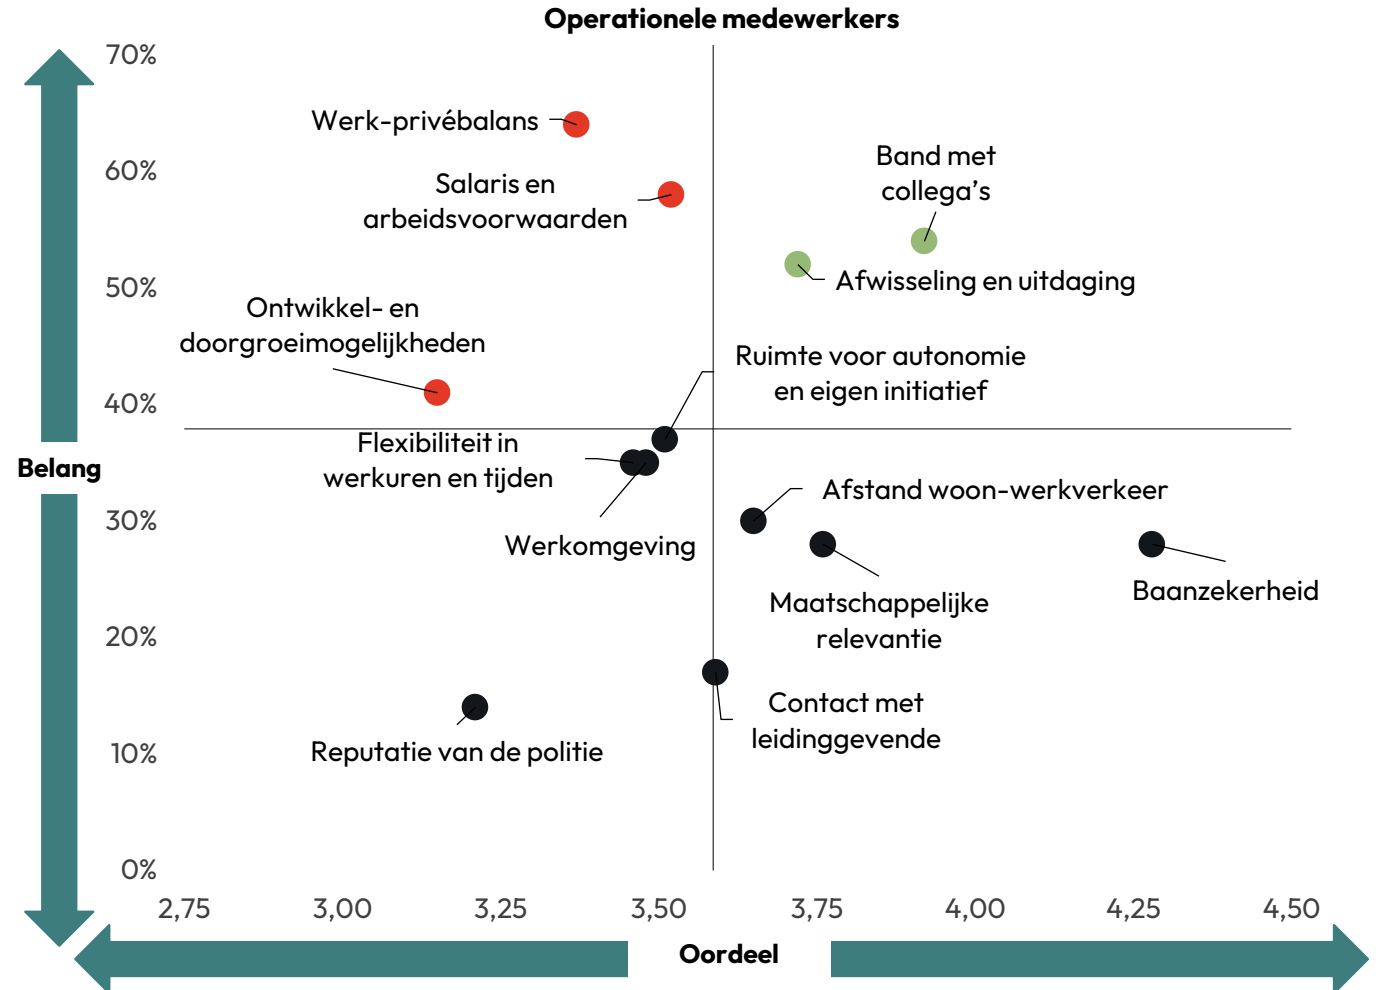 Operationele medewerkers
70%
Werk-privébalans
60%
Band met
collega’s
Salaris en
arbeidsvoorwaarden
50%
Afwisseling en uitdaging
Ontwikkel- en
doorgroeimogelijkheden
Ruimte voor autonomie
en eigen initiatief
40%
Flexibiliteit in
werkuren en tijden
Belang
Afstand woon-werkverkeer
30%
Werkomgeving
Baanzekerheid
Maatschappelijke
relevantie
20%
Contact met
leidinggevende
Reputatie van de politie
10%
0%
2,75 3,00 3,25 3,50 3,75 4,00 4,25 4,50
Oordeel